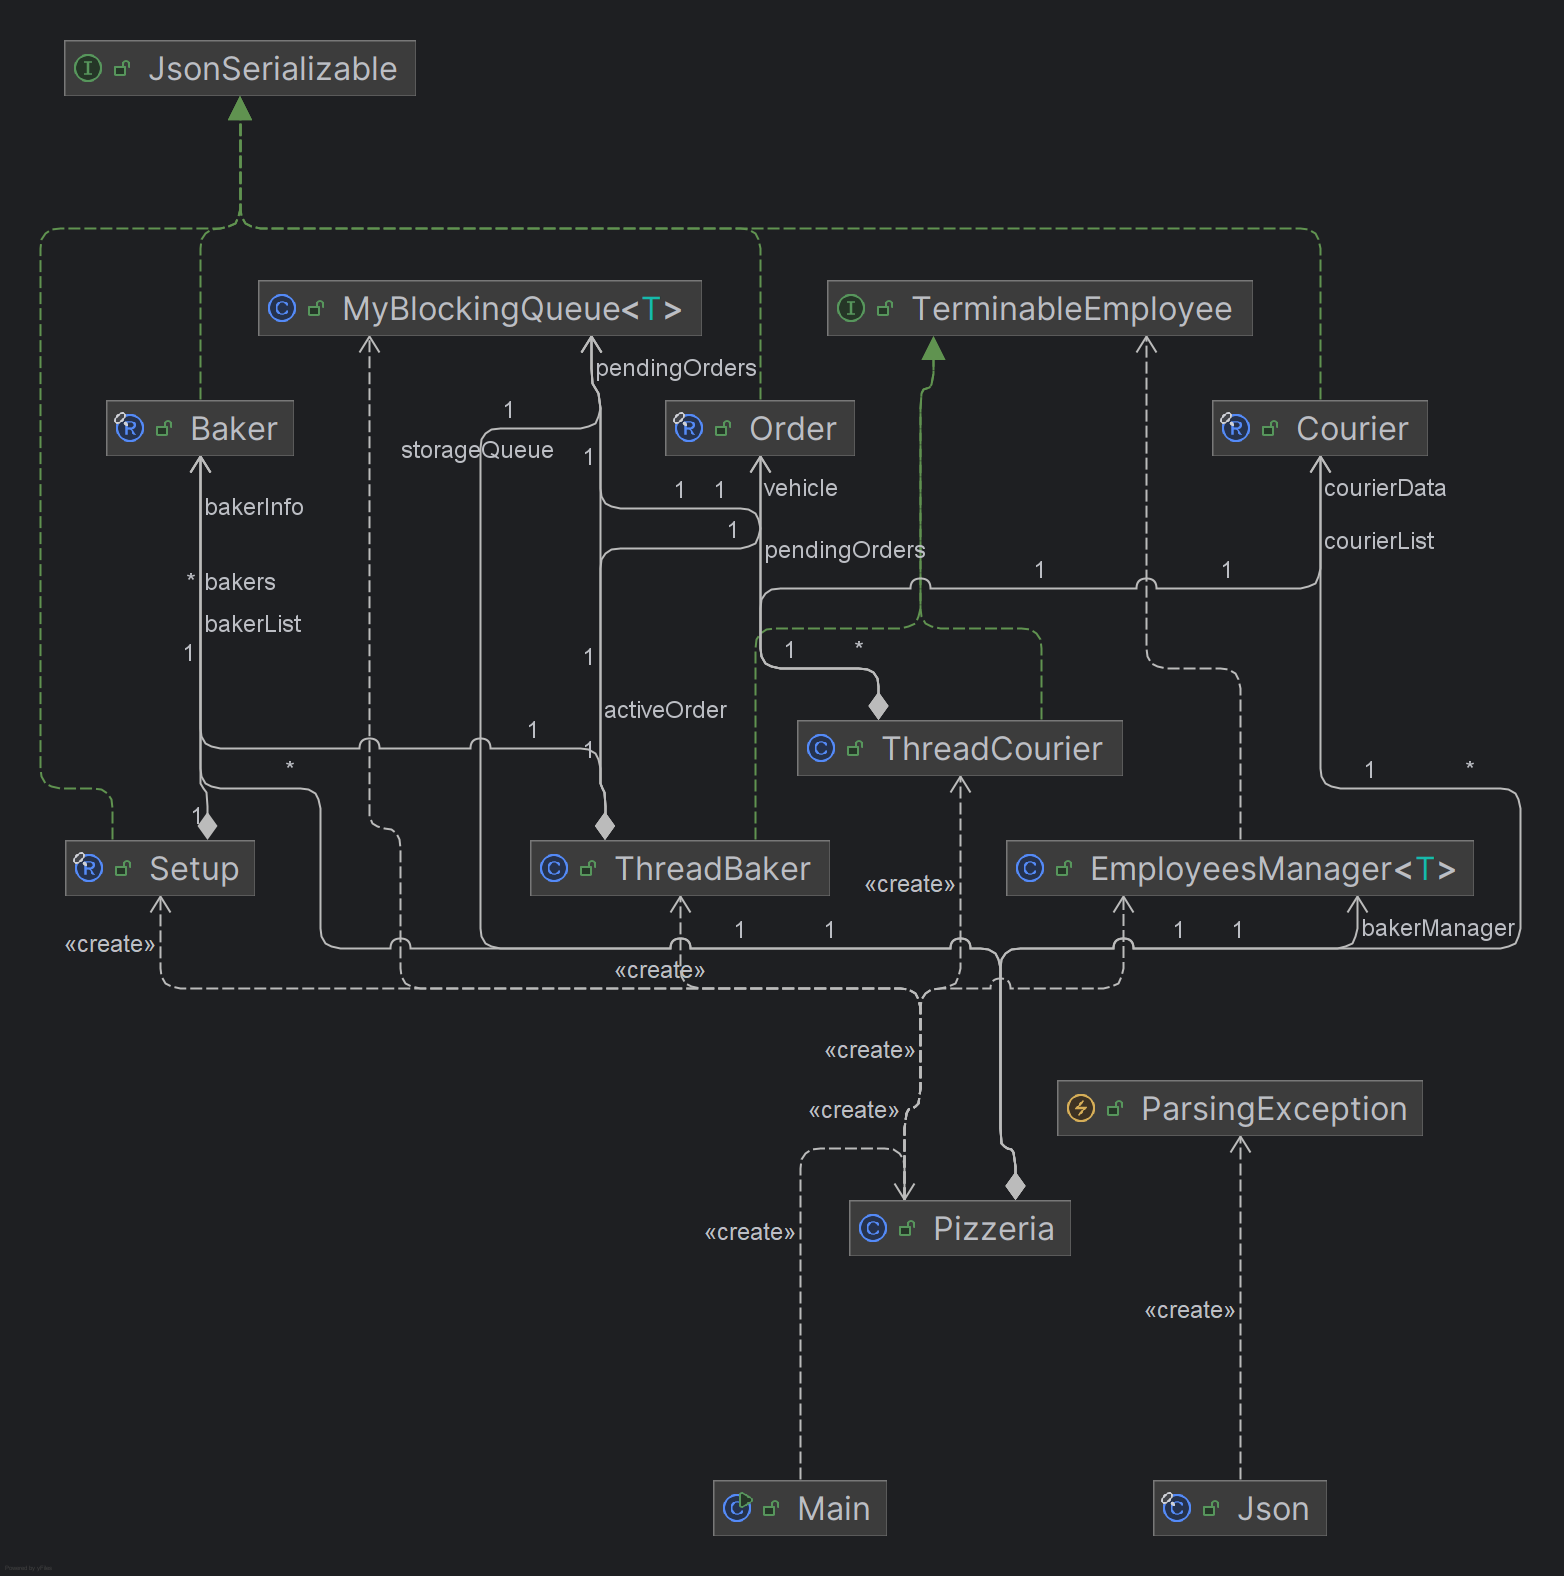 JsonSerializable
MyBlockingQueue<T>
TerminableEmployee
pendingOrders
1
storageQueue
Baker
Order
Courier
1
bakerInfo
1 1
vehicle
courierData
1
pendingOrders
courierList
* bakers
1 1
bakerList
1
1
1 *
activeOrder
1
1
ThreadCourier
*
1 *
1
Setup
ThreadBaker
EmployeesManager<T>
«create»
«create»
1 1
1 1
bakerManager
«create»
«create»
«create»
ParsingException
Pizzeria
«create»
«create»
Main
Json